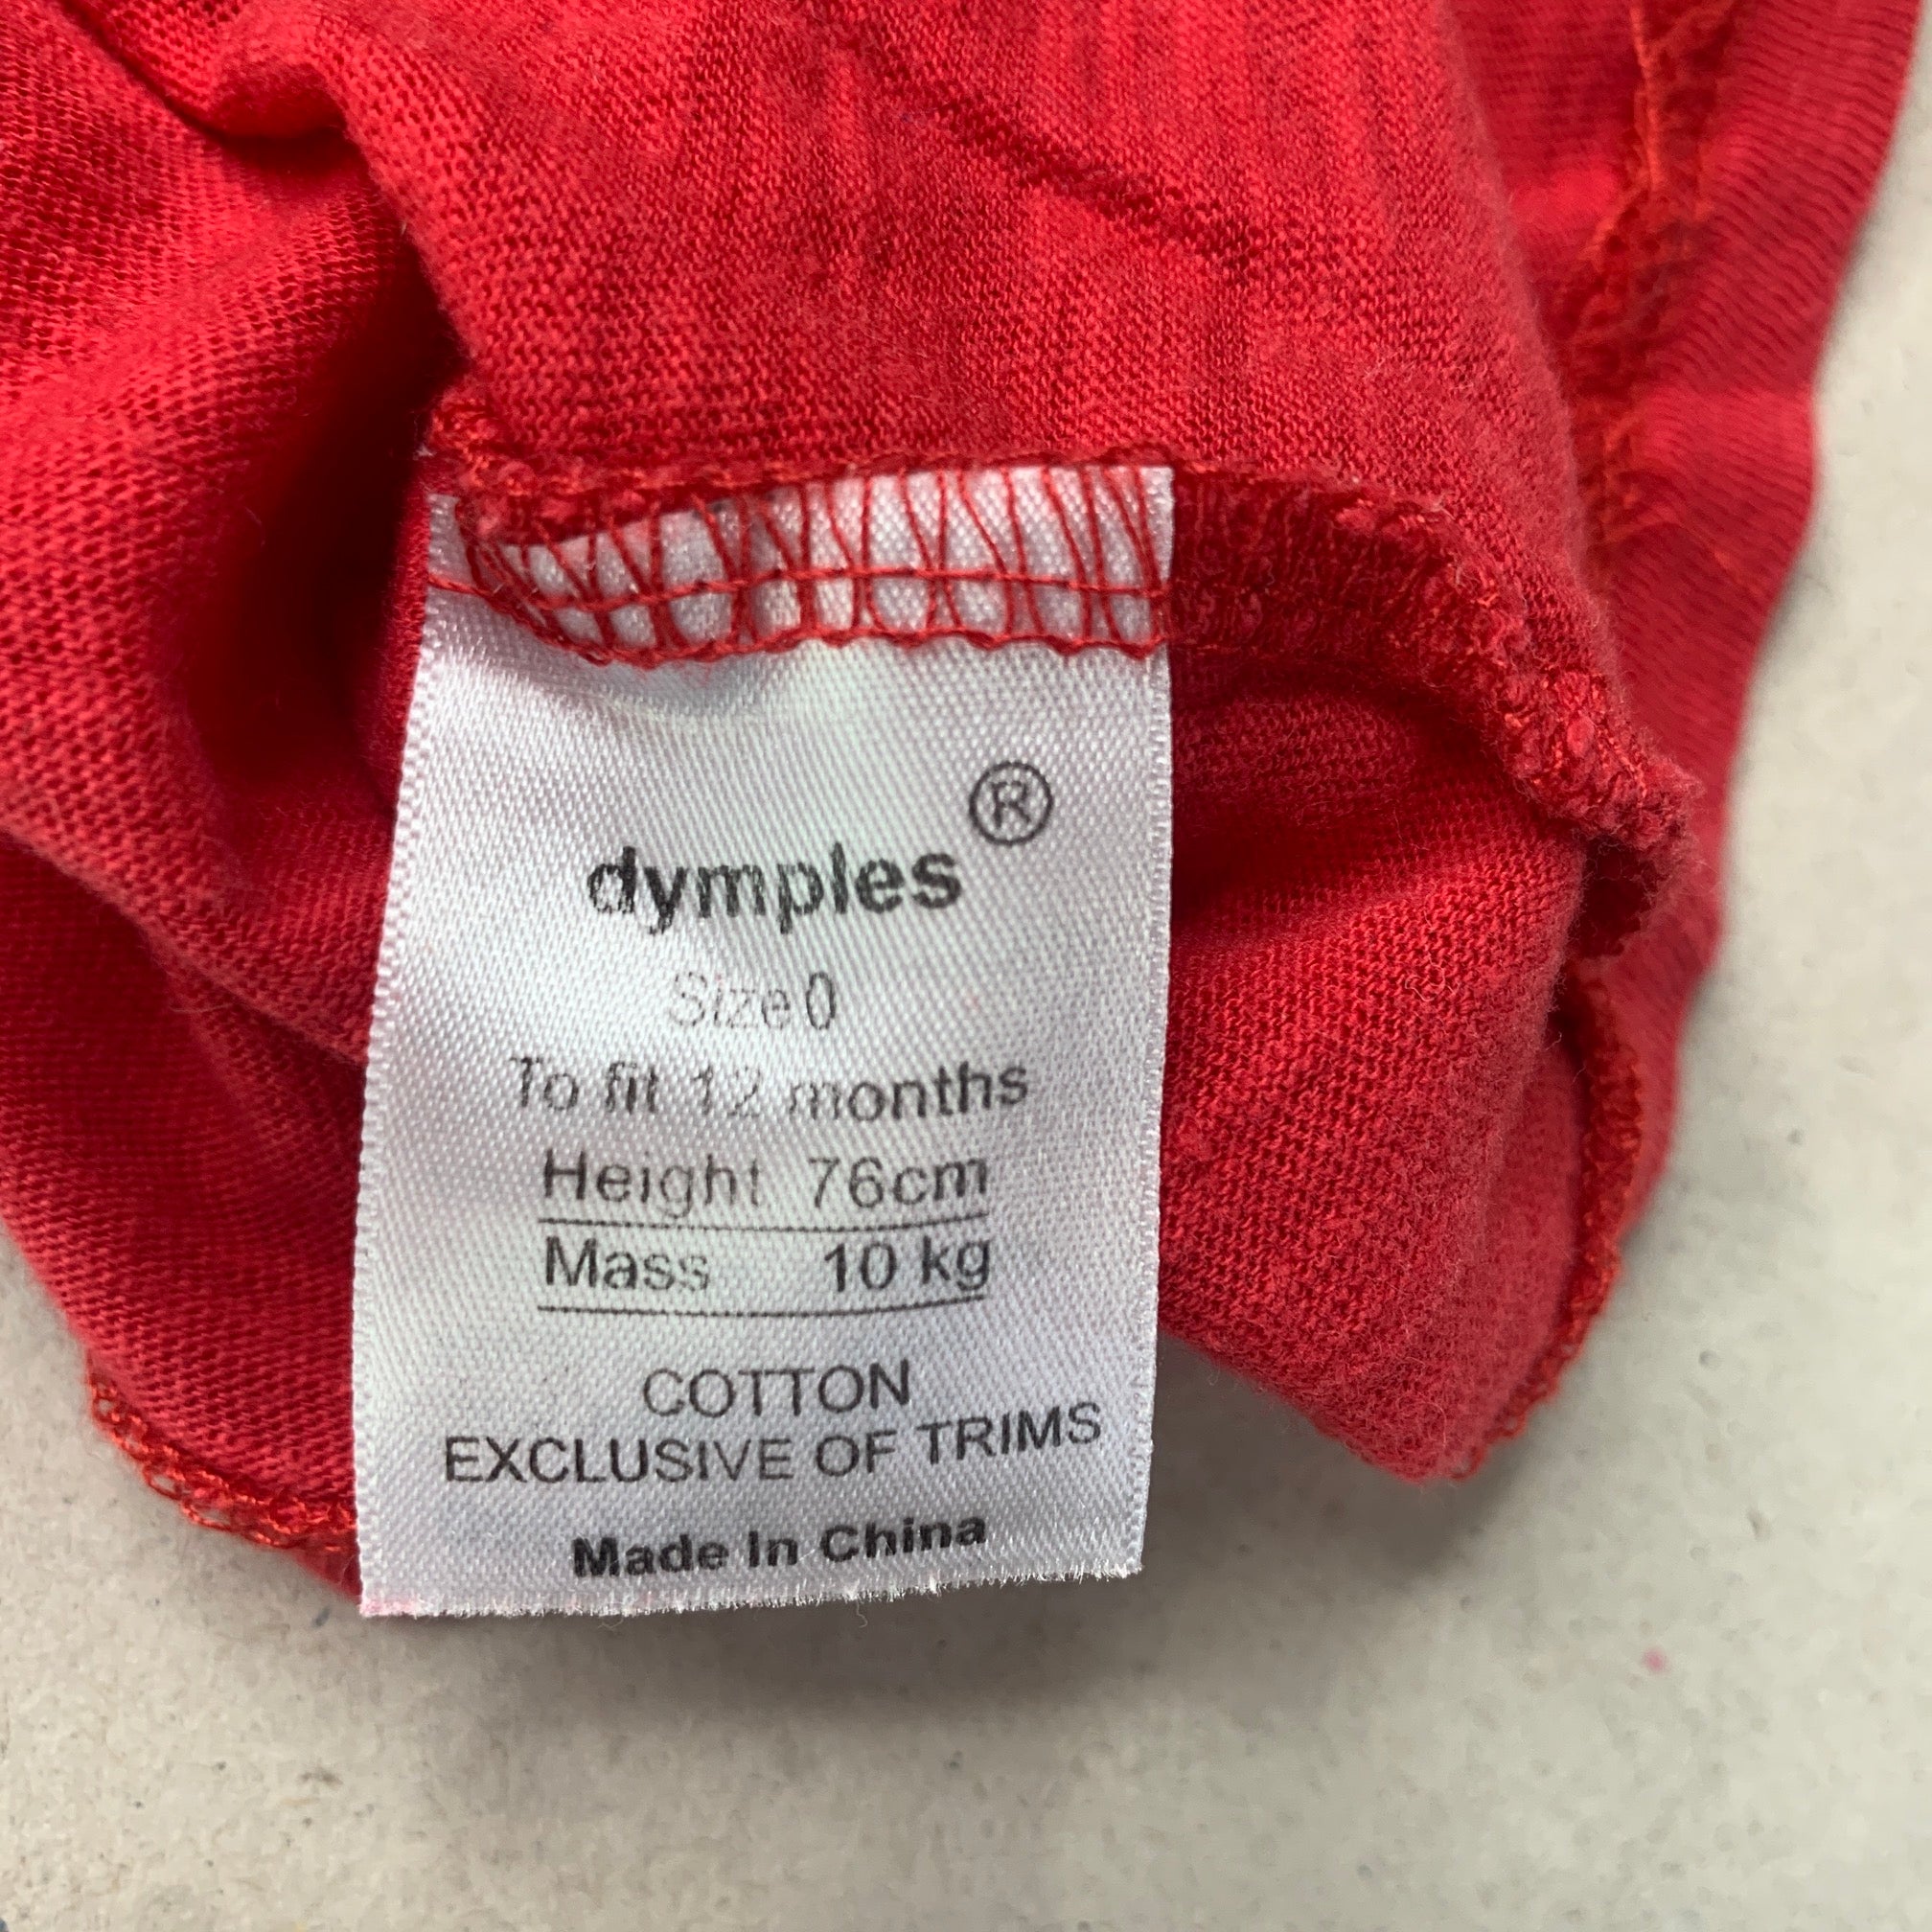 dymples ®
Size 0
To fit 12 months
Height 76cm
Mass 10 kg
COTTON
EXCLUSIVE OF TRIMS
Made In China